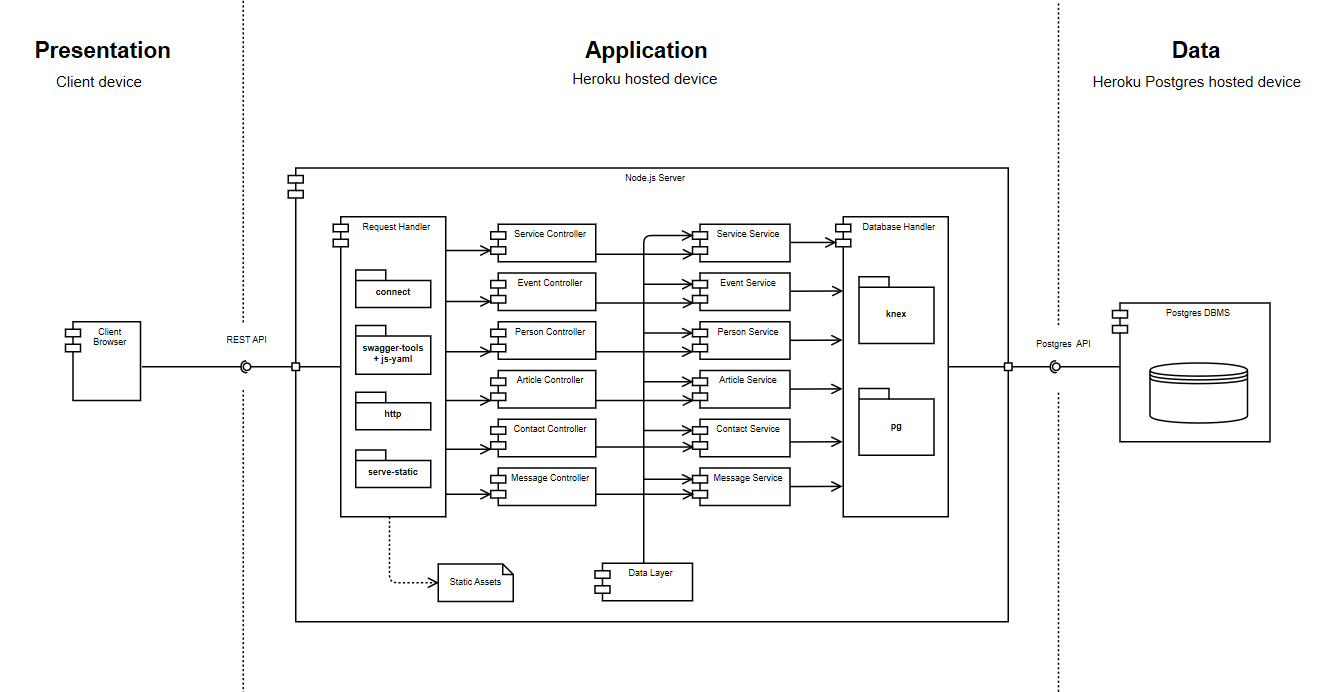 Presentation
Client device
Application
Heroku hosted device
Data
Heroku Postgres hosted device
Node.js Server
Request Handler
connect
swagger-tools
+ js-yaml
http
serve-static
Service Controller
Event Controller
Person Controller
Article Controller
Contact Controller
Message Controller
Service Service
Event Service
Person Service
Article Service
Contact Service
Message Service
Database Handler
knex
pg
Client
Browser
REST API
Postgres API
Postgres DBMS
Static Assets
Data Layer